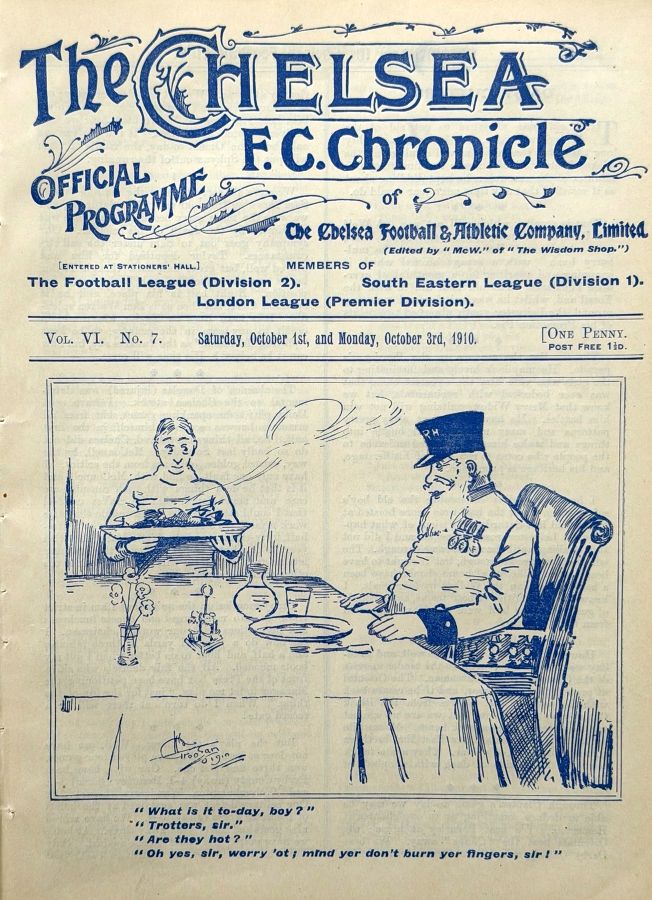 The CHELSEA
F.C. Chronicle
OFFICIAL
PROGRAMME
of
The Chelsea Football & Athletic Company, Limited
(Edited by "McW." of "The Wisdom Shop.")
[ENTERED AT STATIONERS' HALL.]
MEMBERS OF
The Football League (Division 2). South Eastern League (Division 1).
London League (Premier Division).
VOL. VI. No. 7. Saturday, October 1st, and Monday, October 3rd, 1910. [ONE PENNY.
POST FREE 1½D.
RH
1910
"What is it to-day, boy?"
"Trotters, sir."
"Are they hot?"
"Oh yes, sir, werry 'ot; mind yer don't burn yer fingers, sir!"